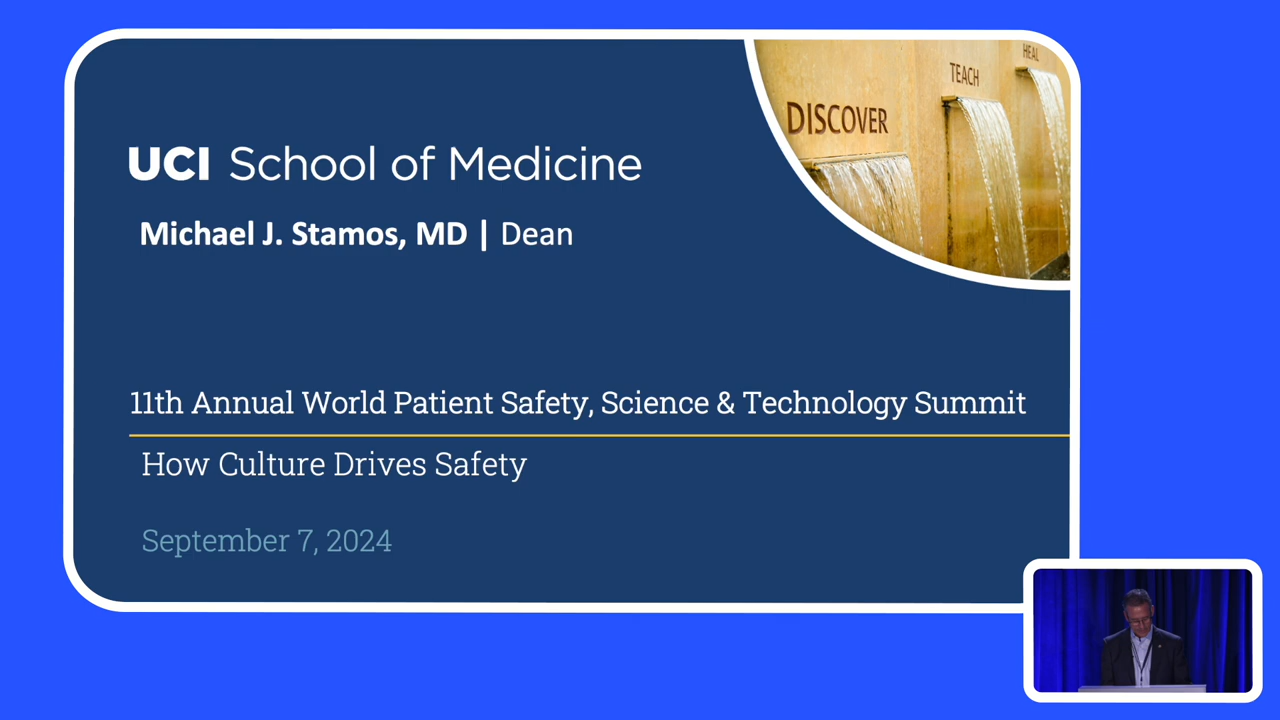 DISCOVER
TEACH
HEAL
UCI School of Medicine
Michael J. Stamos, MD | Dean
11th Annual World Patient Safety, Science & Technology Summit
How Culture Drives Safety
September 7, 2024